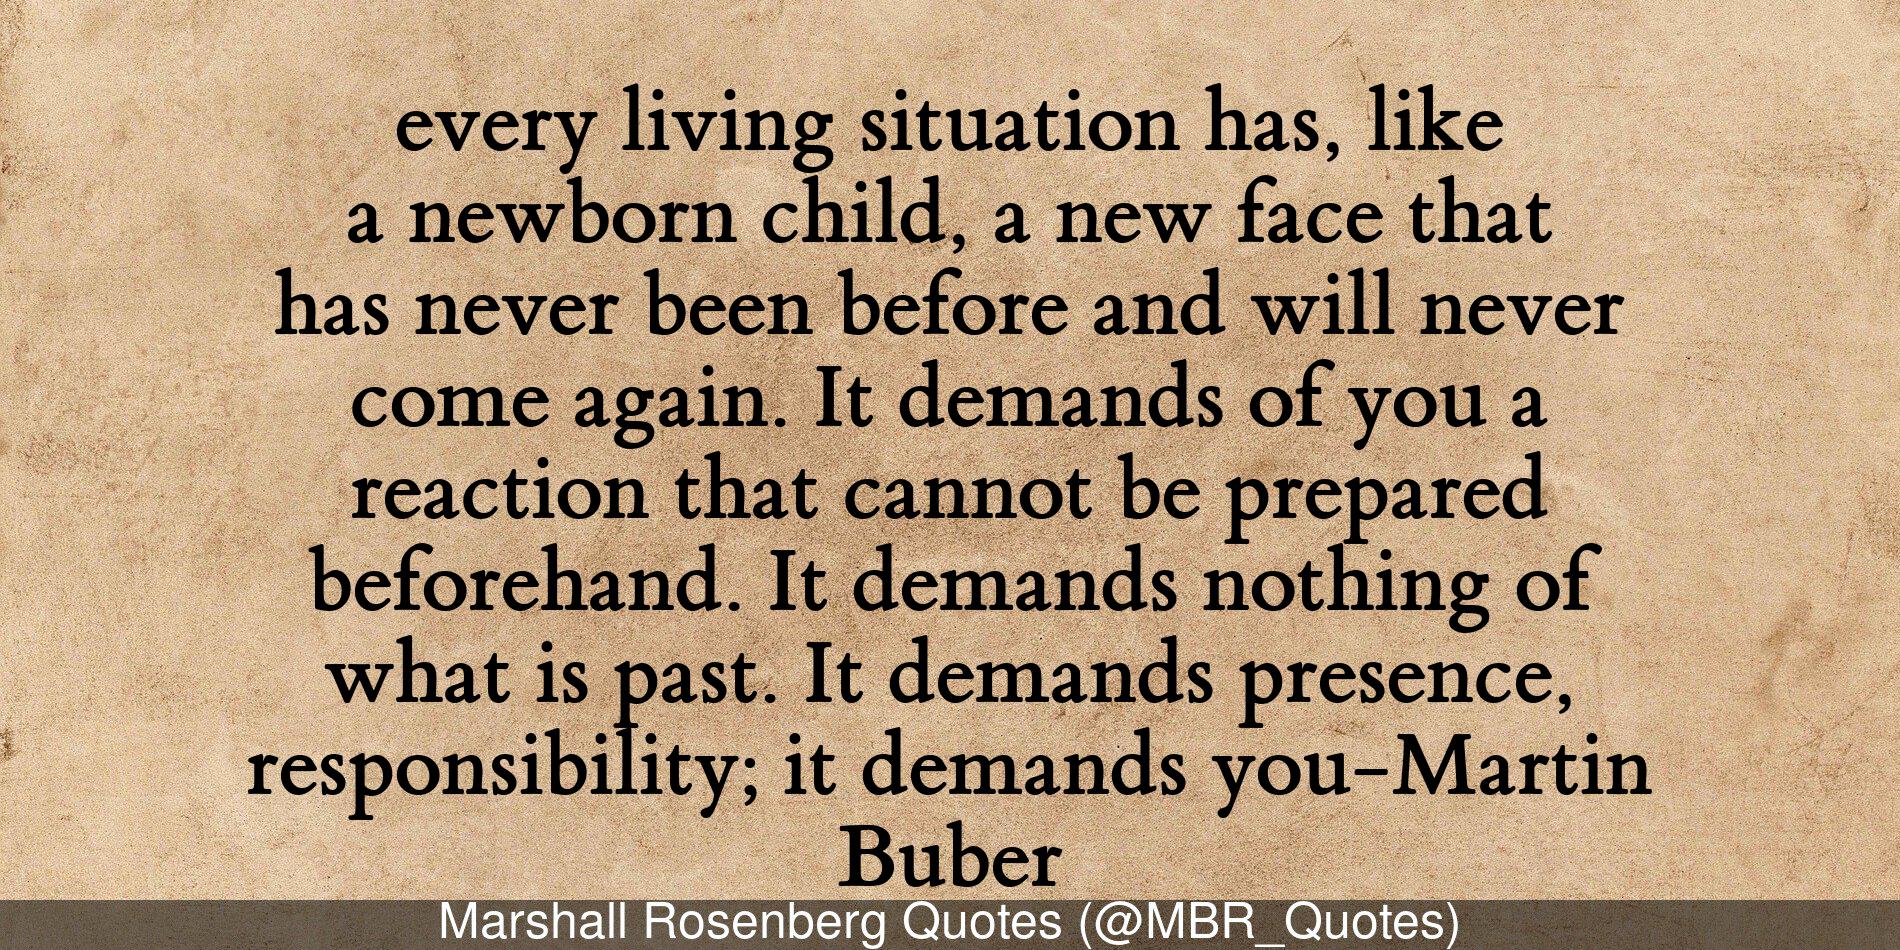 every living situation has, like
a newborn child, a new face that
has never been before and will never
come again. It demands of you a
reaction that cannot be prepared
beforehand. It demands nothing of
what is past. It demands presence,
responsibility; it demands you-Martin
Buber
Marshall Rosenberg Quotes (@MBR_Quotes)